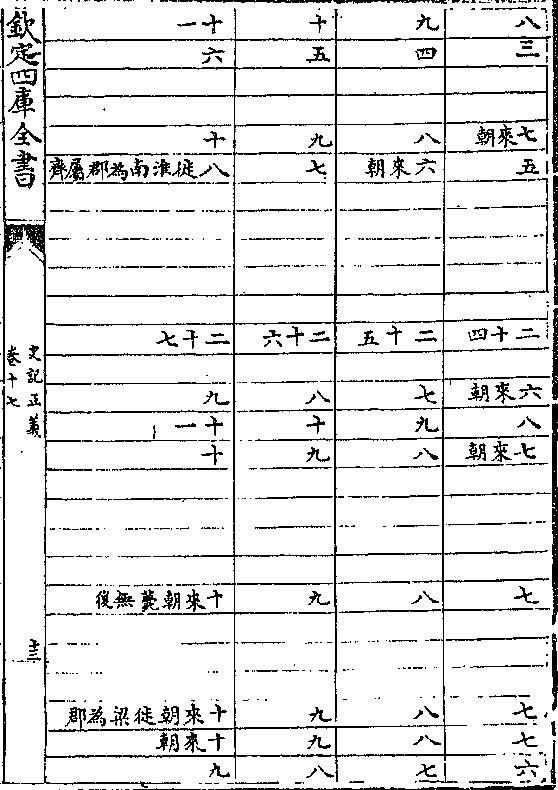 八 九 十 十一
三 四 五 六
七來朝 八 九 十
五 六來朝 七 八徙淮南為郡屬齊
二十四 二十五 二十六 二十七
六來朝 七 八 九
八 九 十 十一
七來朝 八 九 十
七 八 九 十來朝薨無後
七 八 九 十來朝徙梁為郡
七 八 九 十來朝
六 七 八 九
欽定四庫全書
史記正義
卷十七
十三